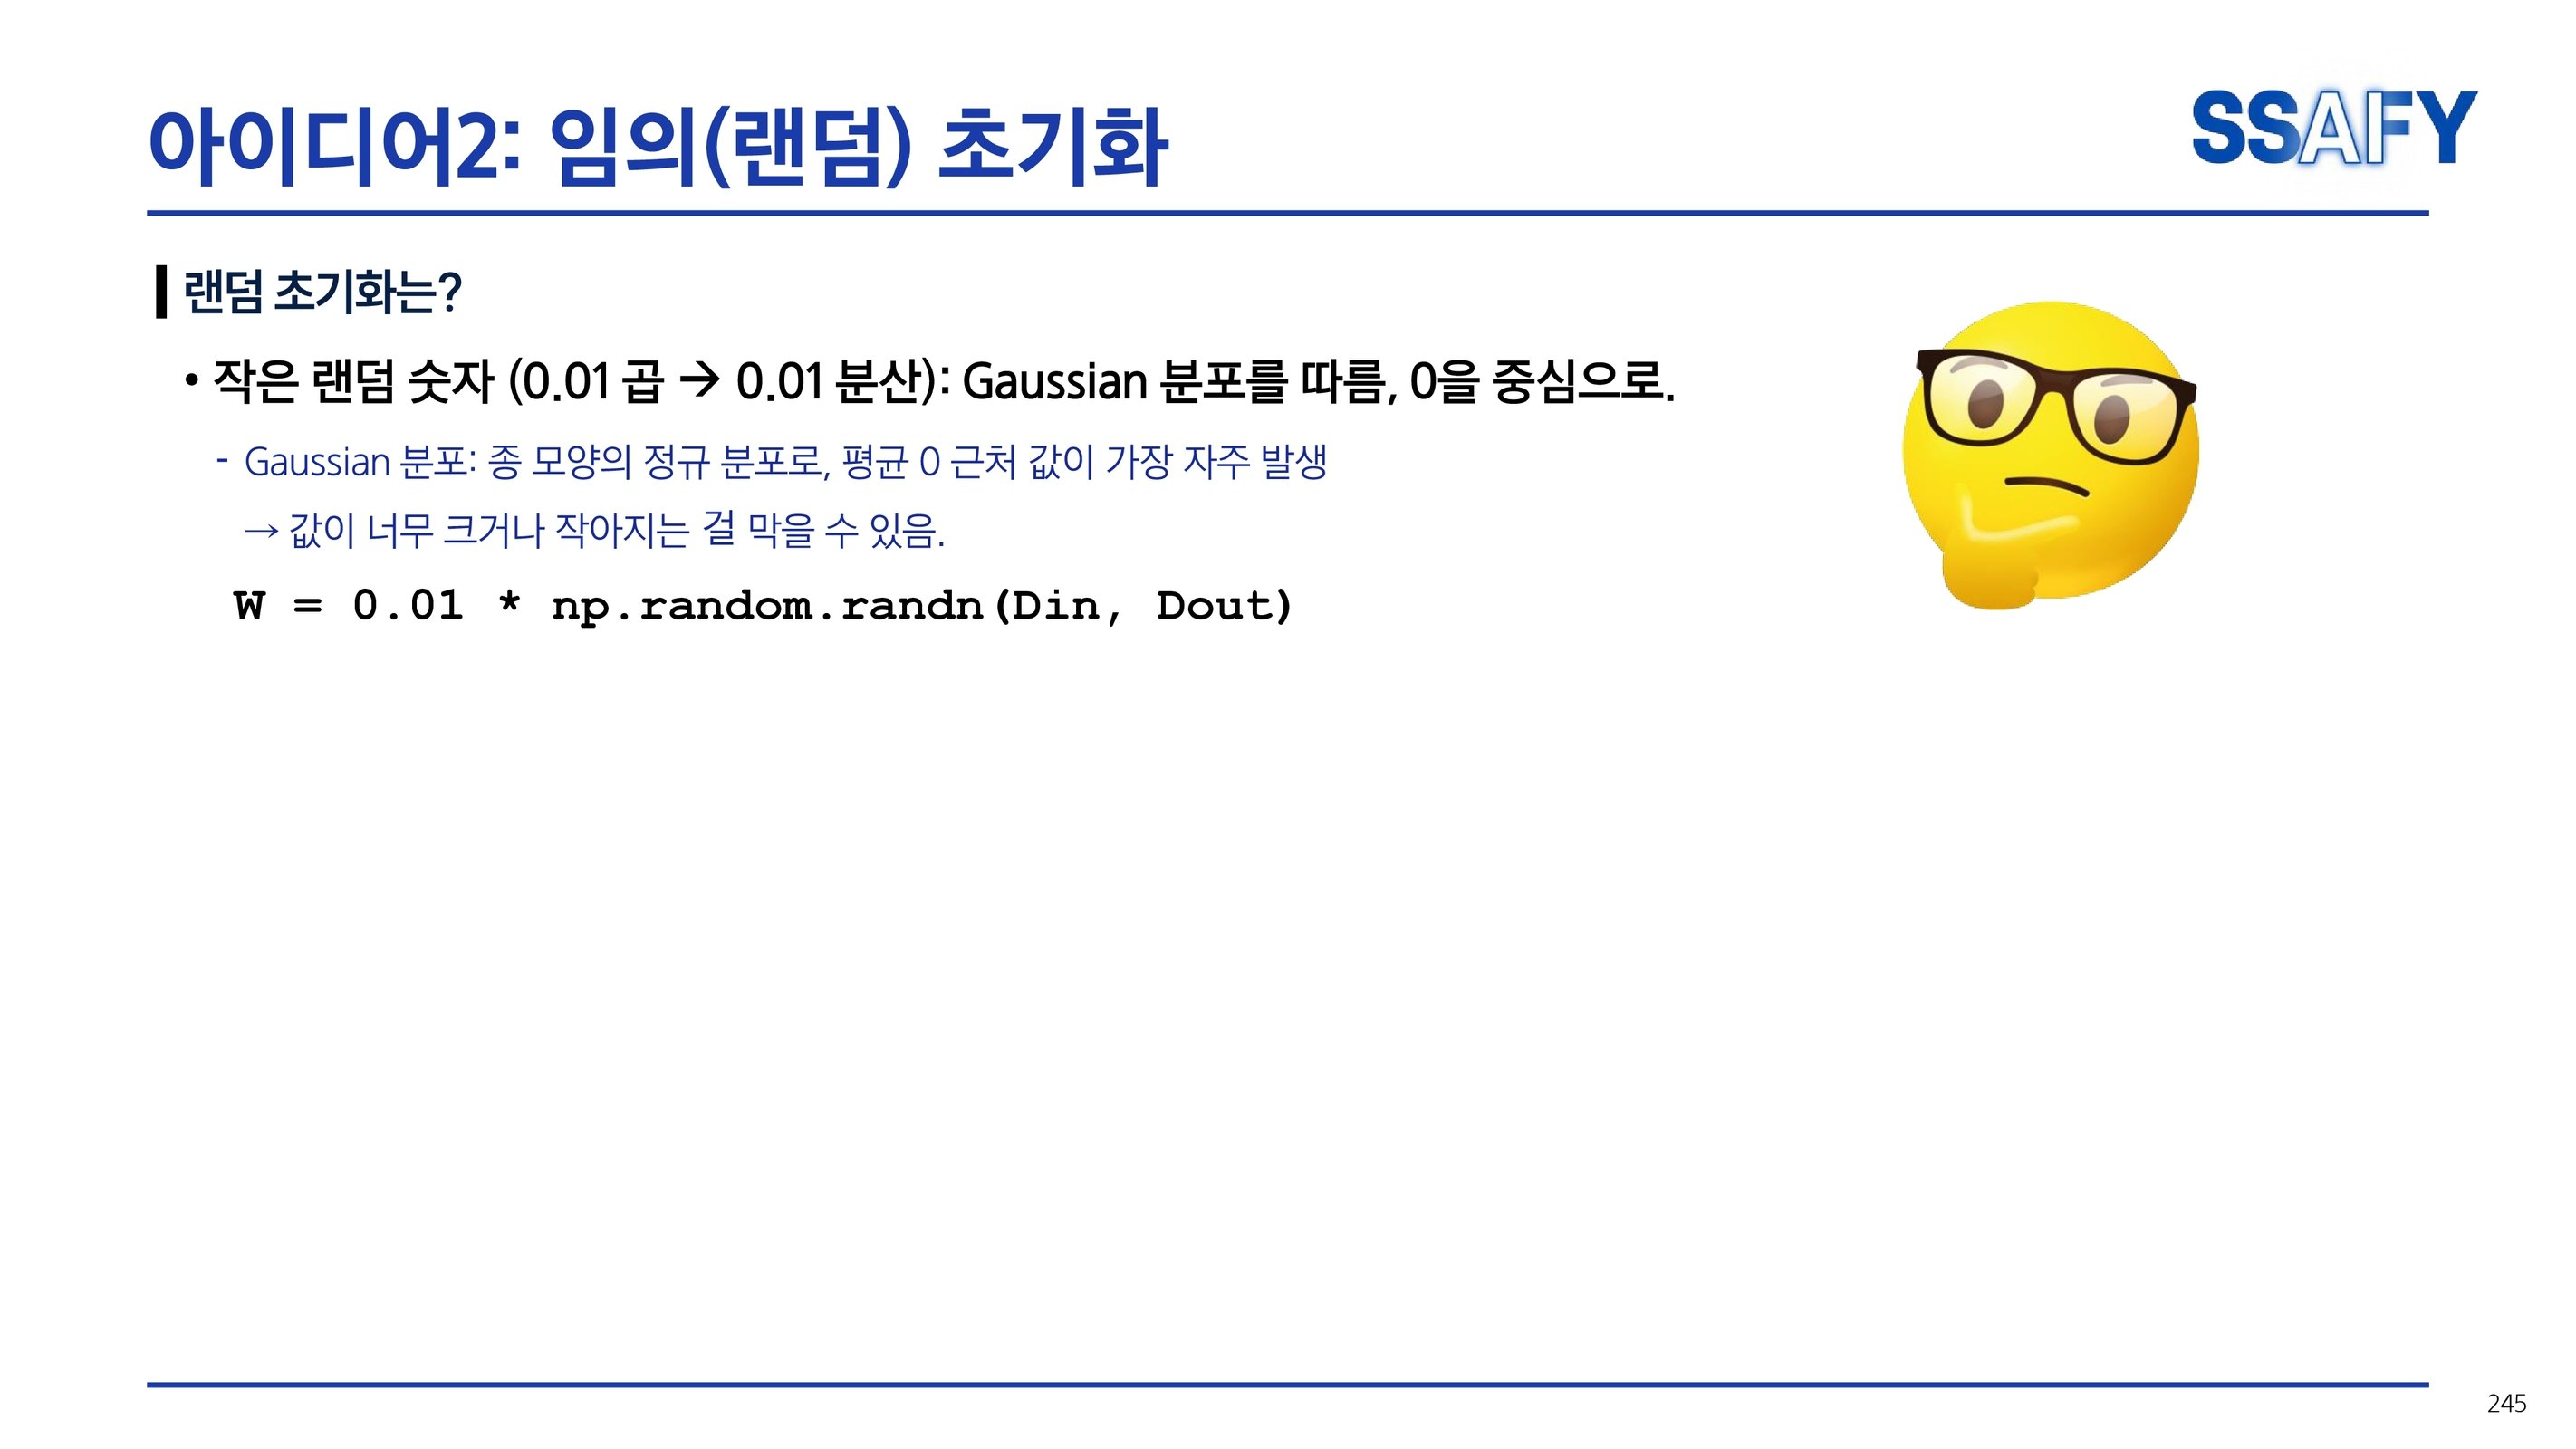 아이디어2: 임의(랜덤) 초기화
SSAFY
랜덤 초기화는?
• 작은 랜덤 숫자 (0.01 곱 → 0.01 분산): Gaussian 분포를 따름, 0을 중심으로.
- Gaussian 분포: 종 모양의 정규 분포로, 평균 0 근처 값이 가장 자주 발생
→ 값이 너무 크거나 작아지는 걸 막을 수 있음.
W = 0.01 * np.random.randn(Din, Dout)
245